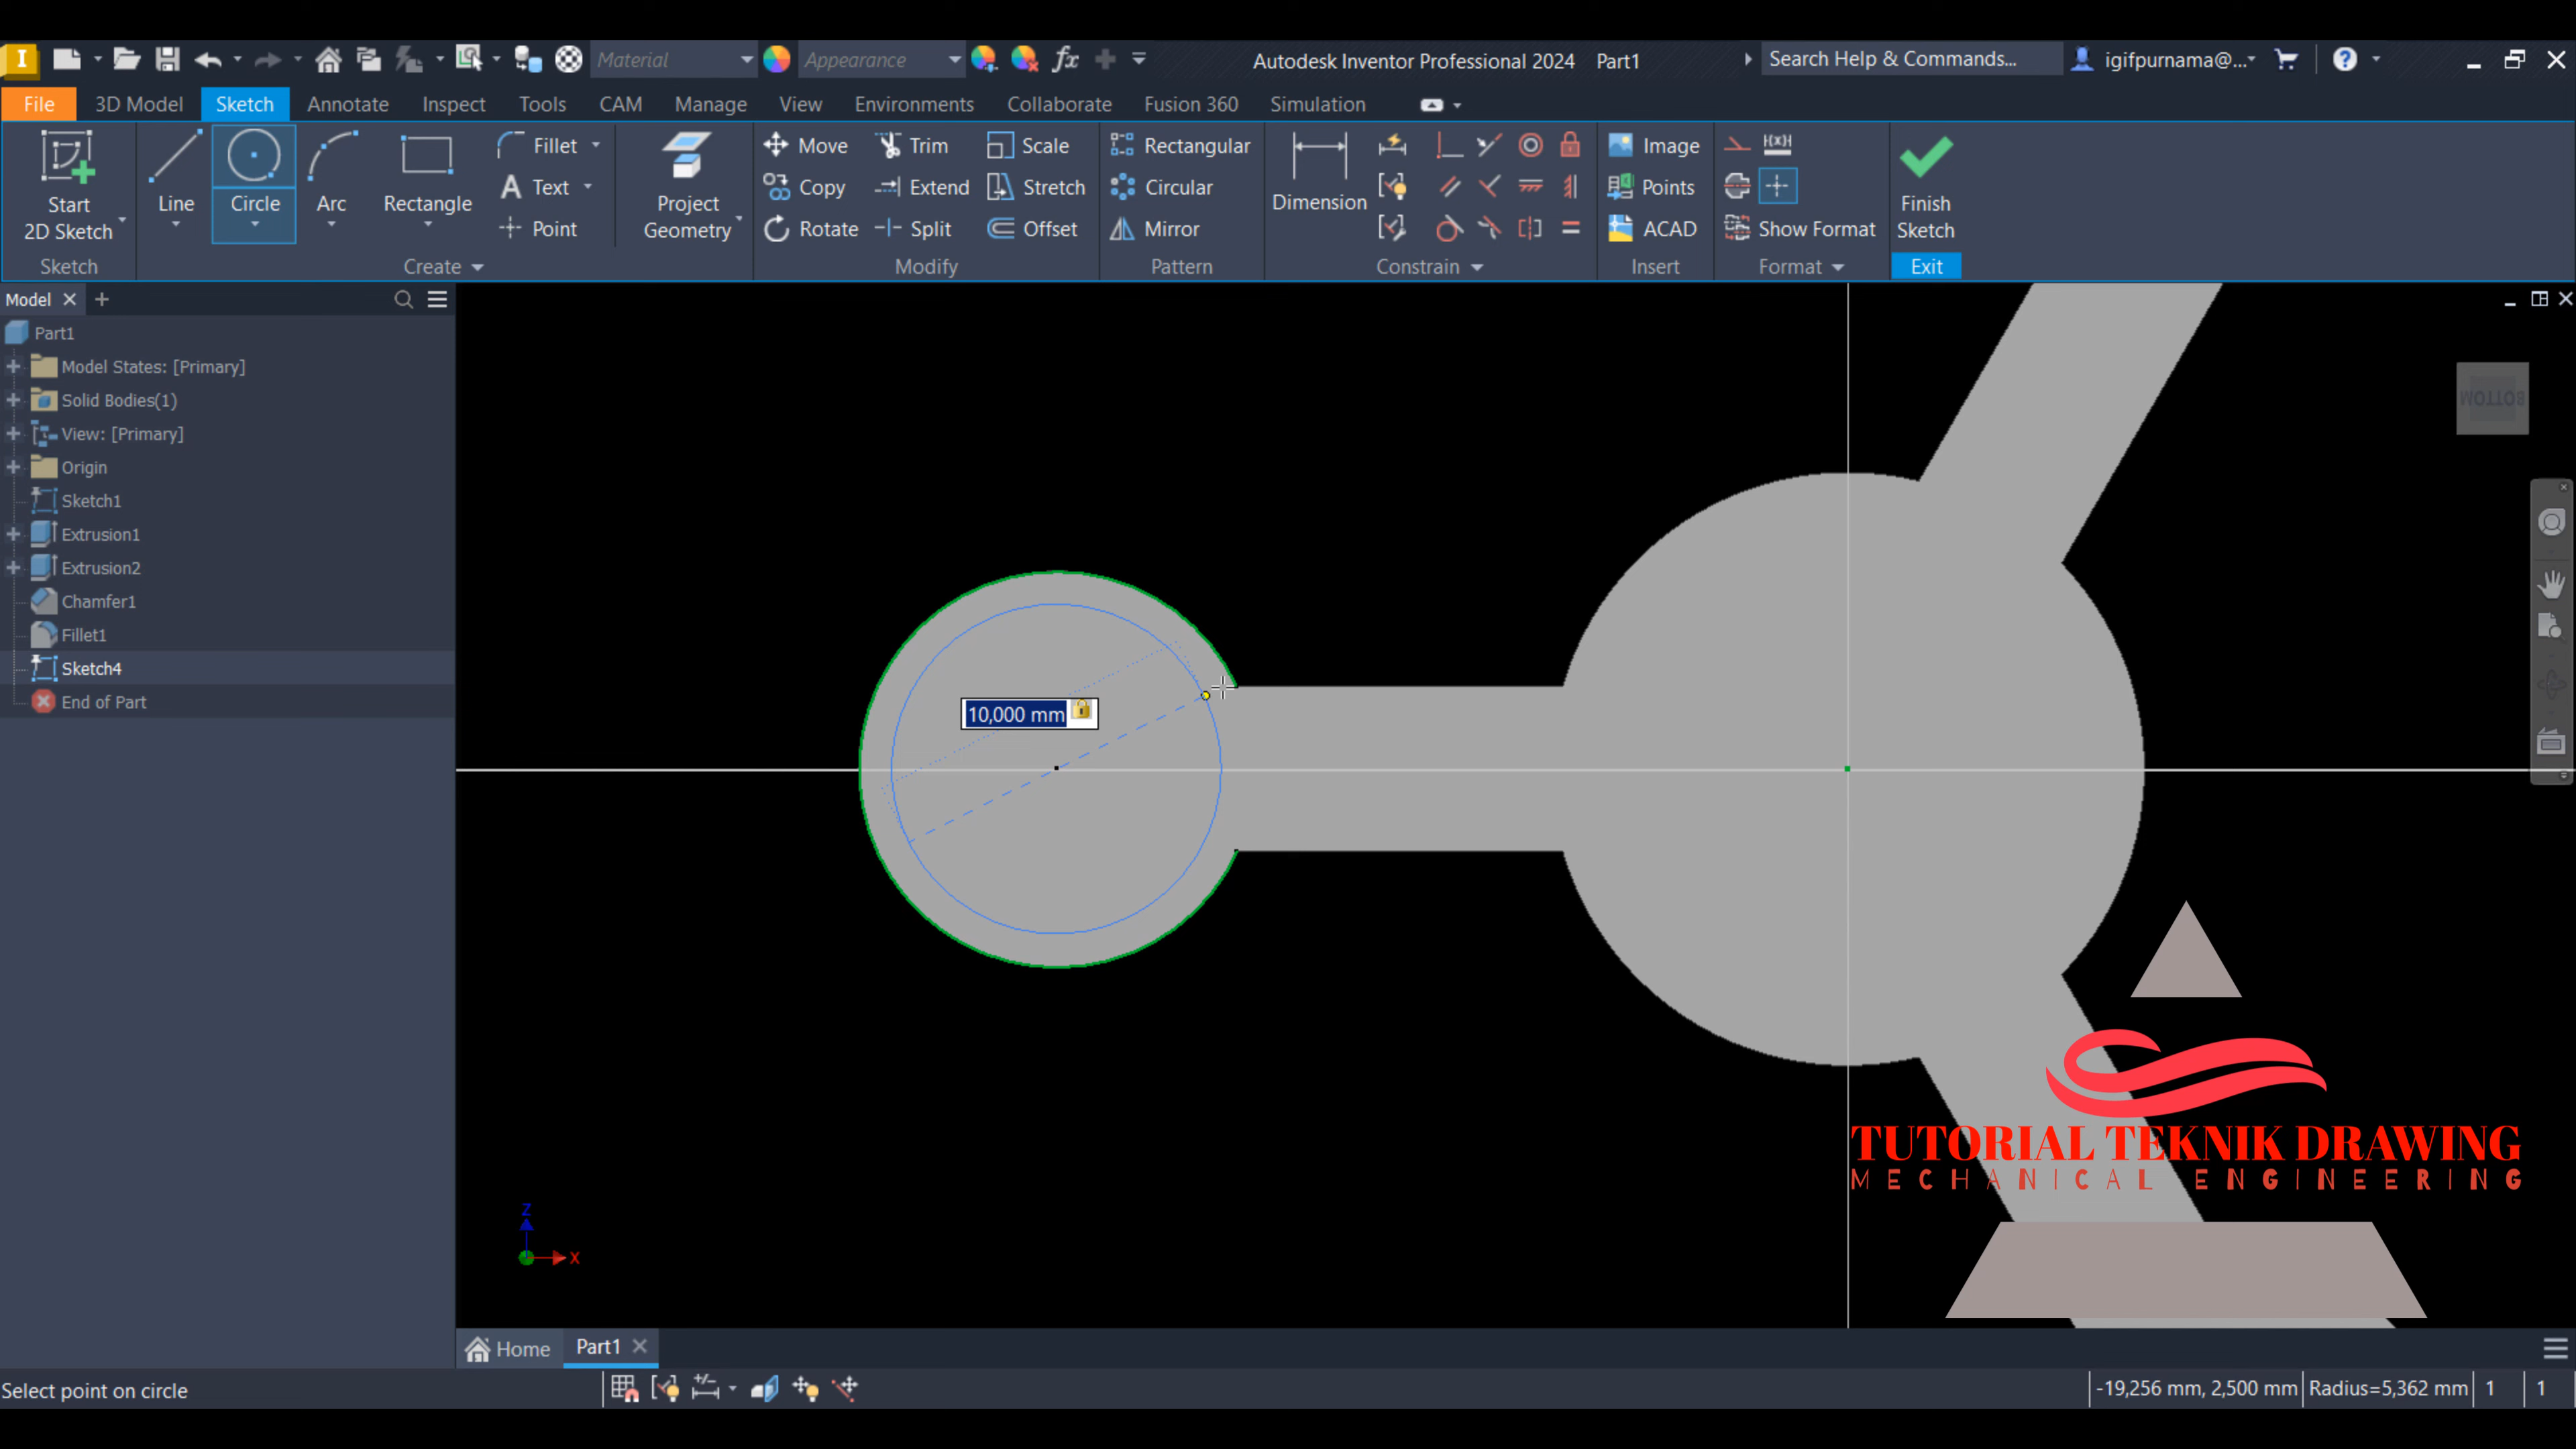 Material
Appearance
fx
Autodesk Inventor Professional 2024 Part1
Search Help & Commands...
igifpurnama@...
File 3D Model Sketch Annotate Inspect Tools CAM Manage View Environments Collaborate Fusion 360 Simulation
Start
2D Sketch
Line
Circle
Arc
Rectangle
Fillet
Text
Point
Project
Geometry
Move
Copy
Rotate
Trim
Extend
Split
Scale
Stretch
Offset
Rectangular
Circular
Mirror
Dimension
Image
Points
ACAD
Show Format
Finish
Sketch
Sketch Create Modify Pattern Constrain Insert Format Exit
Model
Part1
Model States: [Primary]
Solid Bodies(1)
View: [Primary]
Origin
Sketch1
Extrusion1
Extrusion2
Chamfer1
Fillet1
Sketch4
End of Part
BOTTOM
10,000 mm
Z
X
TUTORIAL TEKNIK DRAWING
MECHANICAL ENGINEERING
Home Part1
Select point on circle
-19,256 mm, 2,500 mm Radius=5,362 mm 1 1